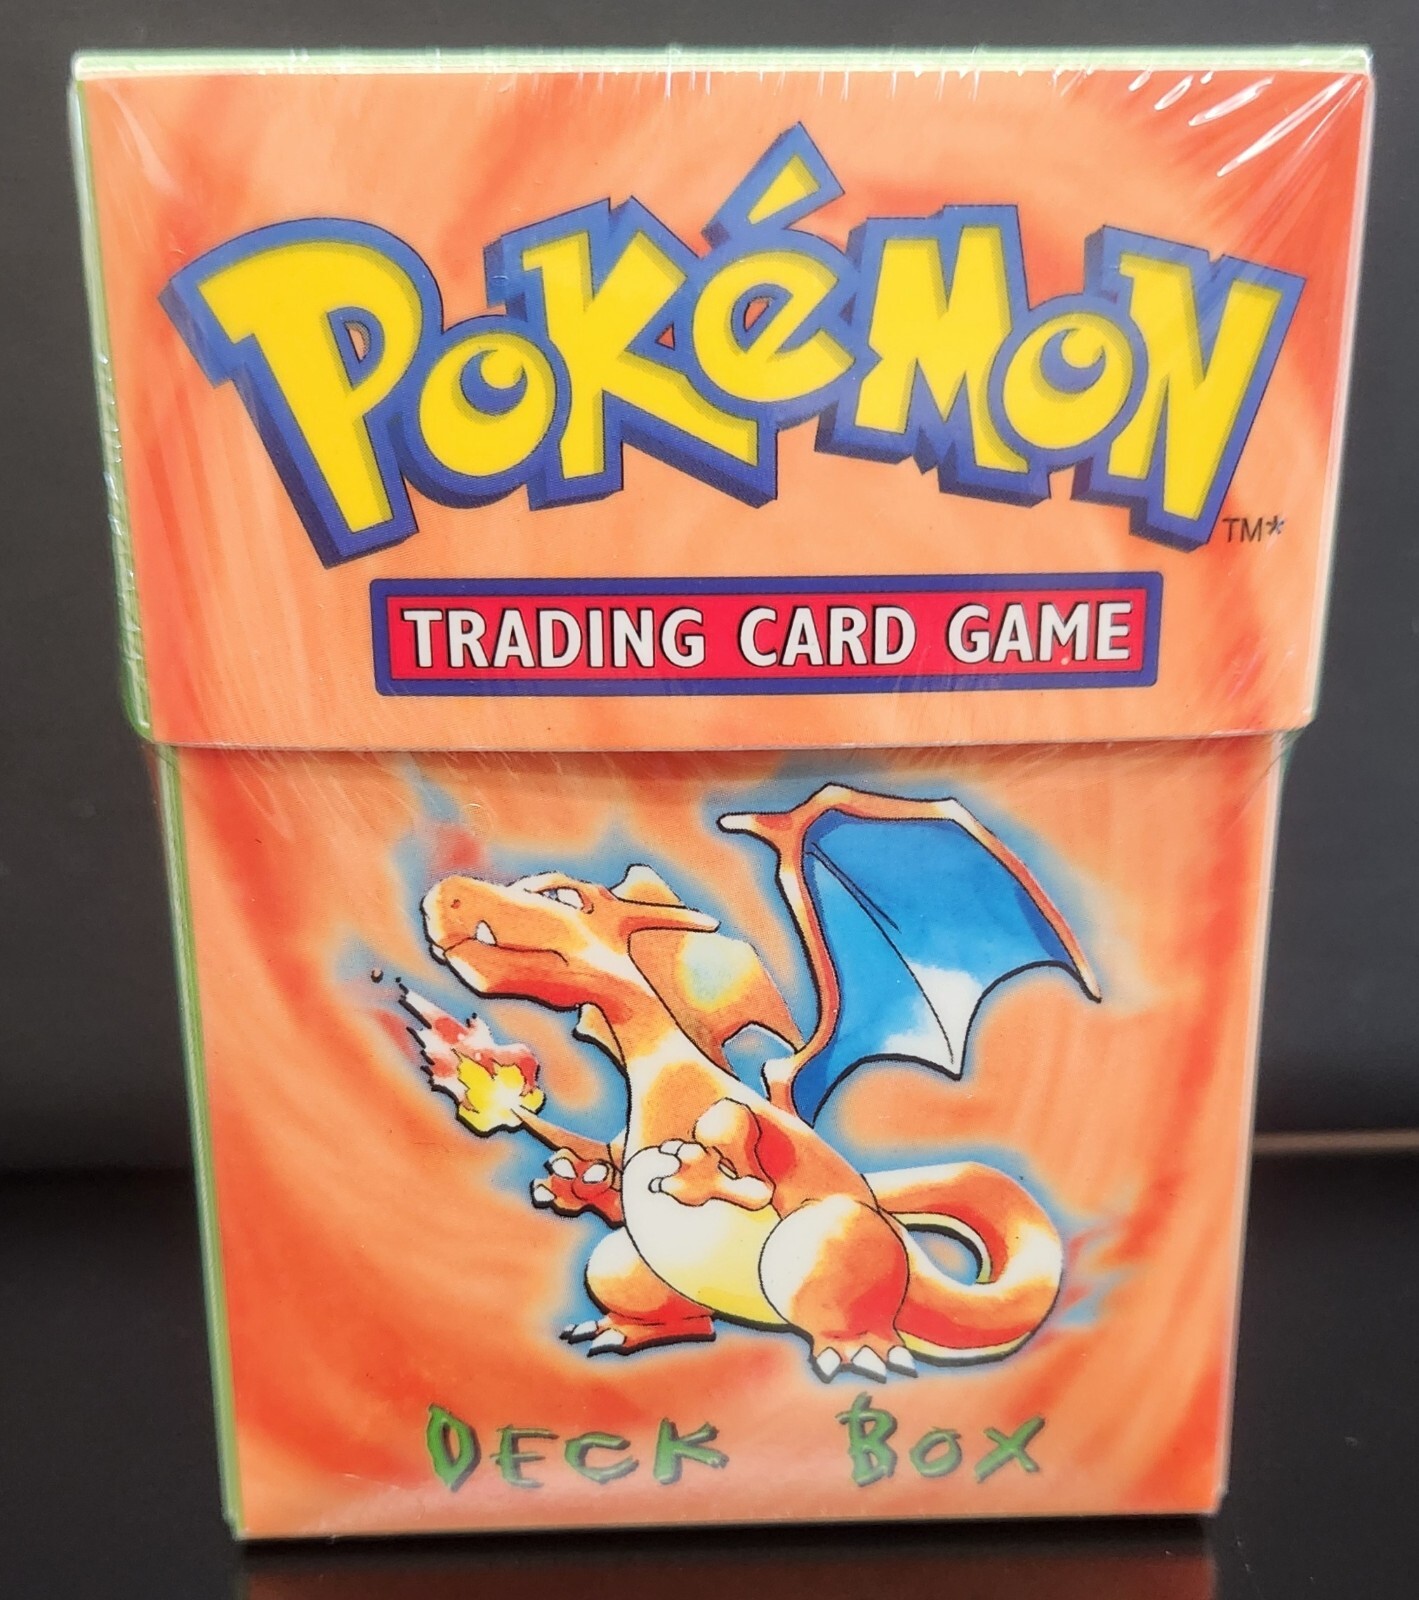 POKéMON
TM*
TRADING CARD GAME
DECK BOX